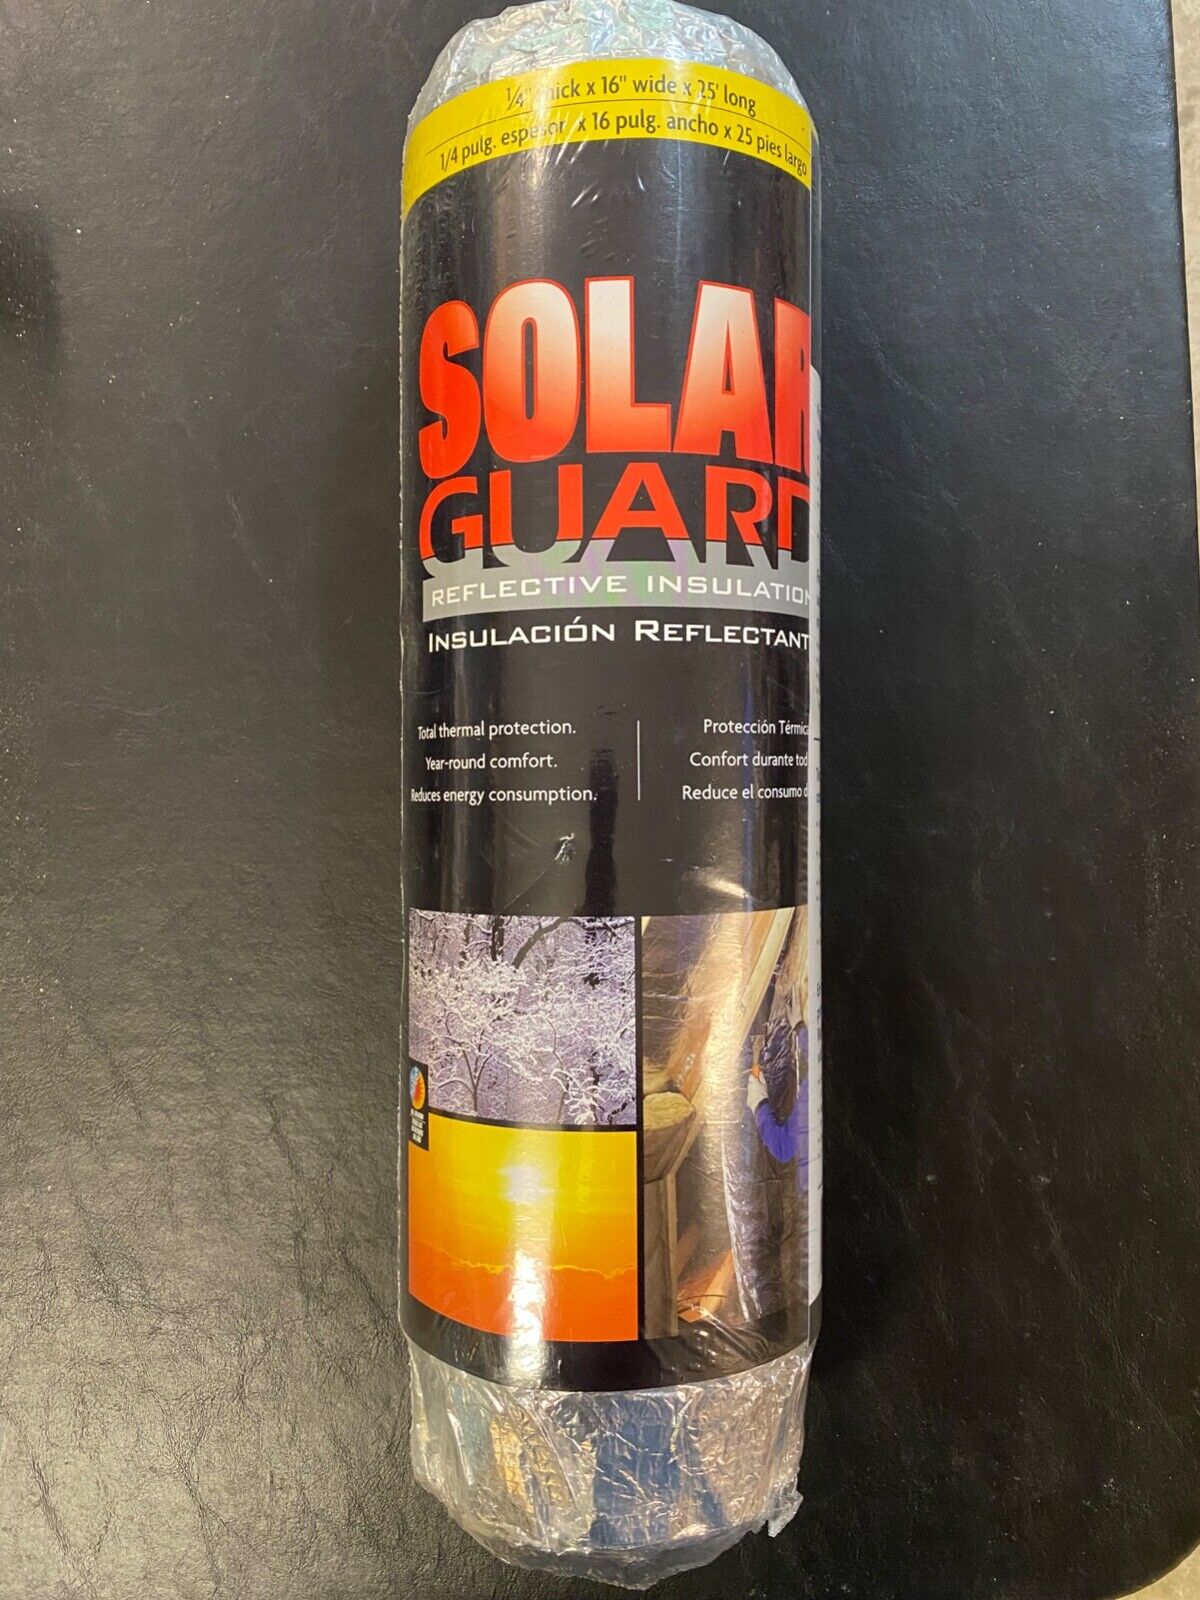 1/4" thick x 16" wide x 25' long
1/4 pulg. espesor x 16 pulg. ancho x 25 pies largo
SOLAR
GUARD
REFLECTIVE INSULATION
INSULACIÓN REFLECTANT
Total thermal protection.
Year-round comfort.
Reduces energy consumption.
Protección Térmica
Confort durante tod
Reduce el consumo d